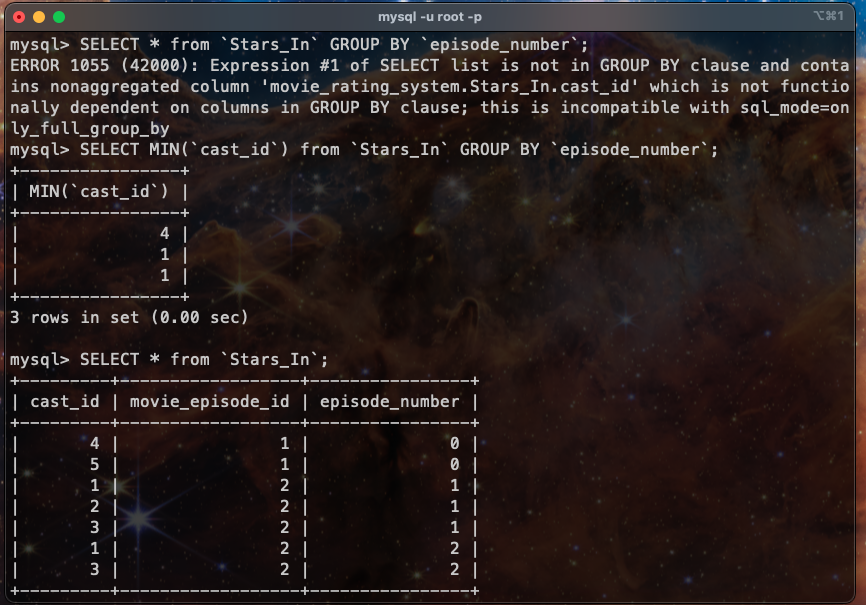 mysql -u root -p
⌥⌘1
mysql> SELECT * from `Stars_In` GROUP BY `episode_number`;
ERROR 1055 (42000): Expression #1 of SELECT list is not in GROUP BY clause and conta
ins nonaggregated column 'movie_rating_system.Stars_In.cast_id' which is not functio
nally dependent on columns in GROUP BY clause; this is incompatible with sql_mode=on
ly_full_group_by
mysql> SELECT MIN(`cast_id`) from `Stars_In` GROUP BY `episode_number`;
+----------------+
| MIN(`cast_id`) |
+----------------+
|              4 |
|              1 |
|              1 |
+----------------+
3 rows in set (0.00 sec)

mysql> SELECT * from `Stars_In`;
+---------+------------------+----------------+
| cast_id | movie_episode_id | episode_number |
+---------+------------------+----------------+
|       4 |                1 |              0 |
|       5 |                1 |              0 |
|       1 |                2 |              1 |
|       2 |                2 |              1 |
|       3 |                2 |              1 |
|       1 |                2 |              2 |
|       3 |                2 |              2 |
+---------+------------------+----------------+